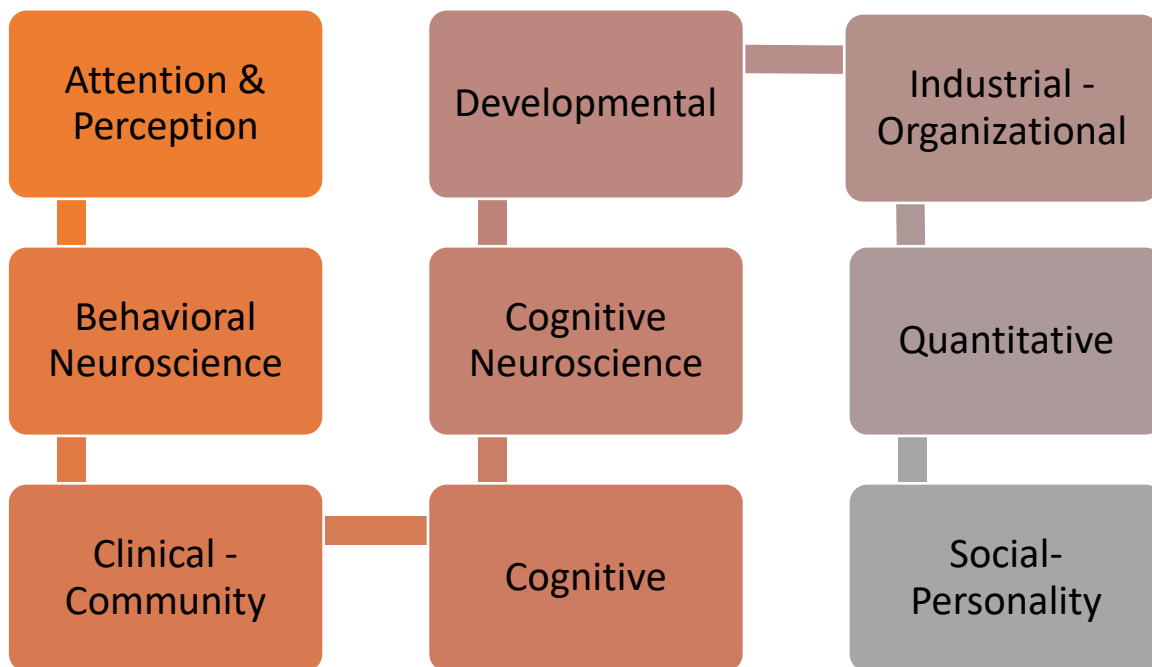 Attention &
Perception
Behavioral
Neuroscience
Clinical -
Community
Cognitive
Cognitive
Neuroscience
Developmental
Industrial -
Organizational
Quantitative
Social-
Personality